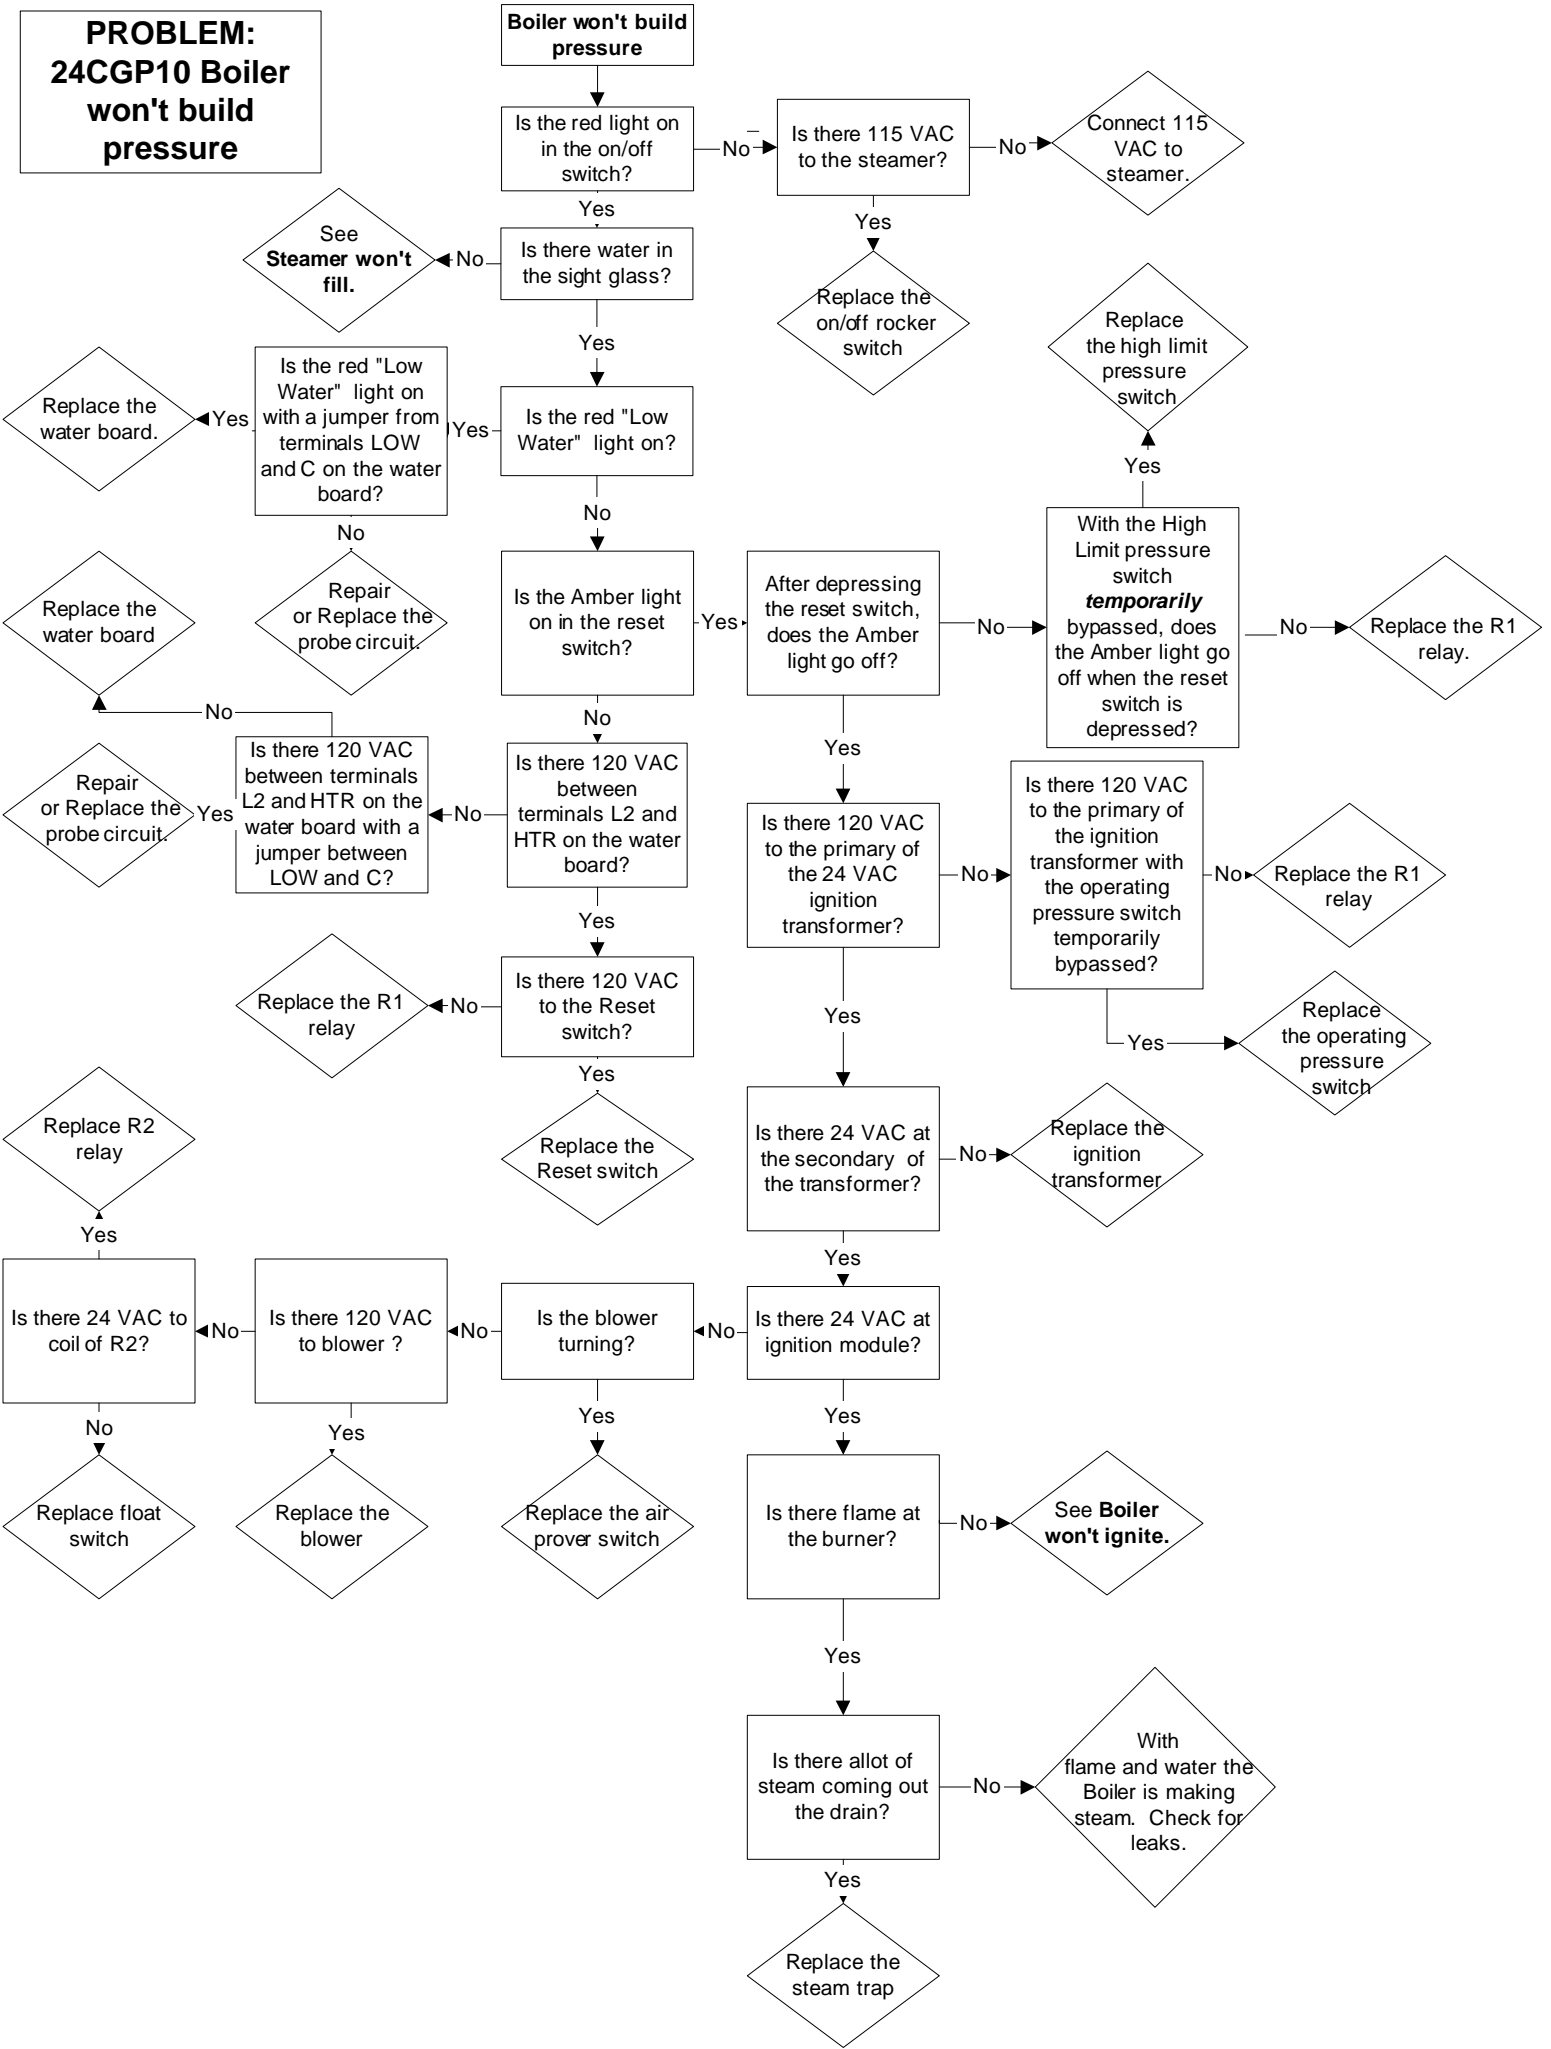 PROBLEM:
24CGP10 Boiler
won't build
pressure
Boiler won't build
pressure
Is the red light on
in the on/off
switch?
No
Is there 115 VAC
to the steamer?
No
Connect 115
VAC to
steamer.
Yes
Yes
Replace the
on/off rocker
switch
Is there water in
the sight glass?
No
See
Steamer won't
fill.
Yes
Is the red "Low
Water" light on?
Yes
Is the red "Low
Water" light on
with a jumper from
terminals LOW
and C on the water
board?
Yes
Replace the
water board.
No
Repair
or Replace the
probe circuit.
No
Is the Amber light
on in the reset
switch?
Yes
After depressing
the reset switch,
does the Amber
light go off?
No
With the High
Limit pressure
switch
temporarily
bypassed, does
the Amber light go
off when the reset
switch is
depressed?
Yes
Replace
the high limit
pressure
switch
No
Replace the R1
relay.
No
Is there 120 VAC
between
terminals L2 and
HTR on the water
board?
No
Is there 120 VAC
between terminals
L2 and HTR on the
water board with a
jumper between
LOW and C?
No
Replace the
water board
Yes
Repair
or Replace the
probe circuit.
Yes
Is there 120 VAC
to the Reset
switch?
No
Replace the R1
relay
Yes
Replace the
Reset switch
Yes
Is there 120 VAC
to the primary of
the 24 VAC
ignition
transformer?
No
Is there 120 VAC
to the primary of
the ignition
transformer with
the operating
pressure switch
temporarily
bypassed?
No
Replace the R1
relay
Yes
Replace
the operating
pressure
switch
Yes
Is there 24 VAC at
the secondary of
the transformer?
No
Replace the
ignition
transformer
Yes
Is there 24 VAC at
ignition module?
No
Is the blower
turning?
No
Is there 120 VAC
to blower ?
No
Is there 24 VAC to
coil of R2?
Yes
Replace R2
relay
No
Replace float
switch
Yes
Replace the
blower
Yes
Replace the air
prover switch
Yes
Is there flame at
the burner?
No
See Boiler
won't ignite.
Yes
Is there allot of
steam coming out
the drain?
No
With
flame and water the
Boiler is making
steam. Check for
leaks.
Yes
Replace the
steam trap